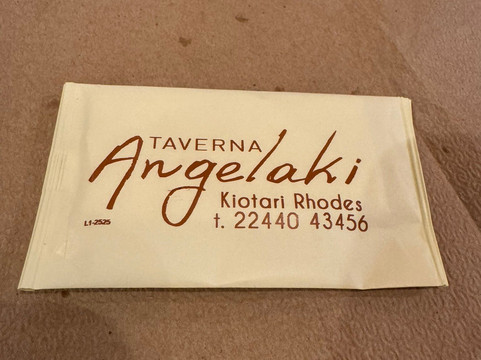 TAVERNA
Angelaki
Kiotari Rhodes
t. 22440 43456
L1-2525